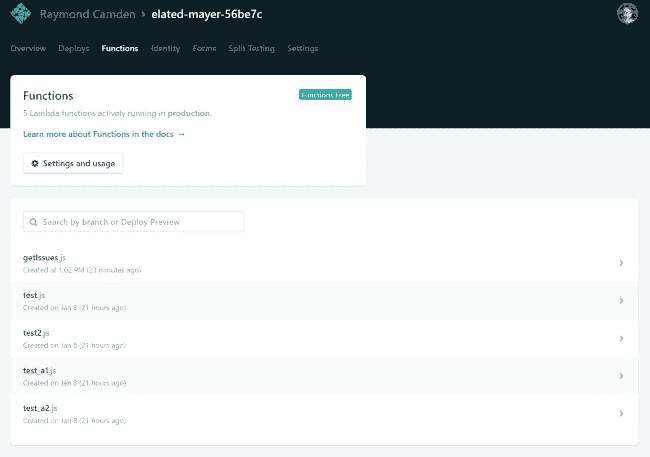 Raymond Camden › elated-mayer-56be7c
Overview Deploys Functions Identity Forms Split Testing Settings
Functions
Functions Free
5 Lambda functions actively running in production.
Learn more about Functions in the docs →
Settings and usage
Search by branch or Deploy Preview
getIssues.js
Created at 1:02 PM (23 minutes ago)
test.js
Created on Jan 8 (21 hours ago)
test2.js
Created on Jan 8 (21 hours ago)
test_a1.js
Created on Jan 8 (21 hours ago)
test_a2.js
Created on Jan 8 (21 hours ago)